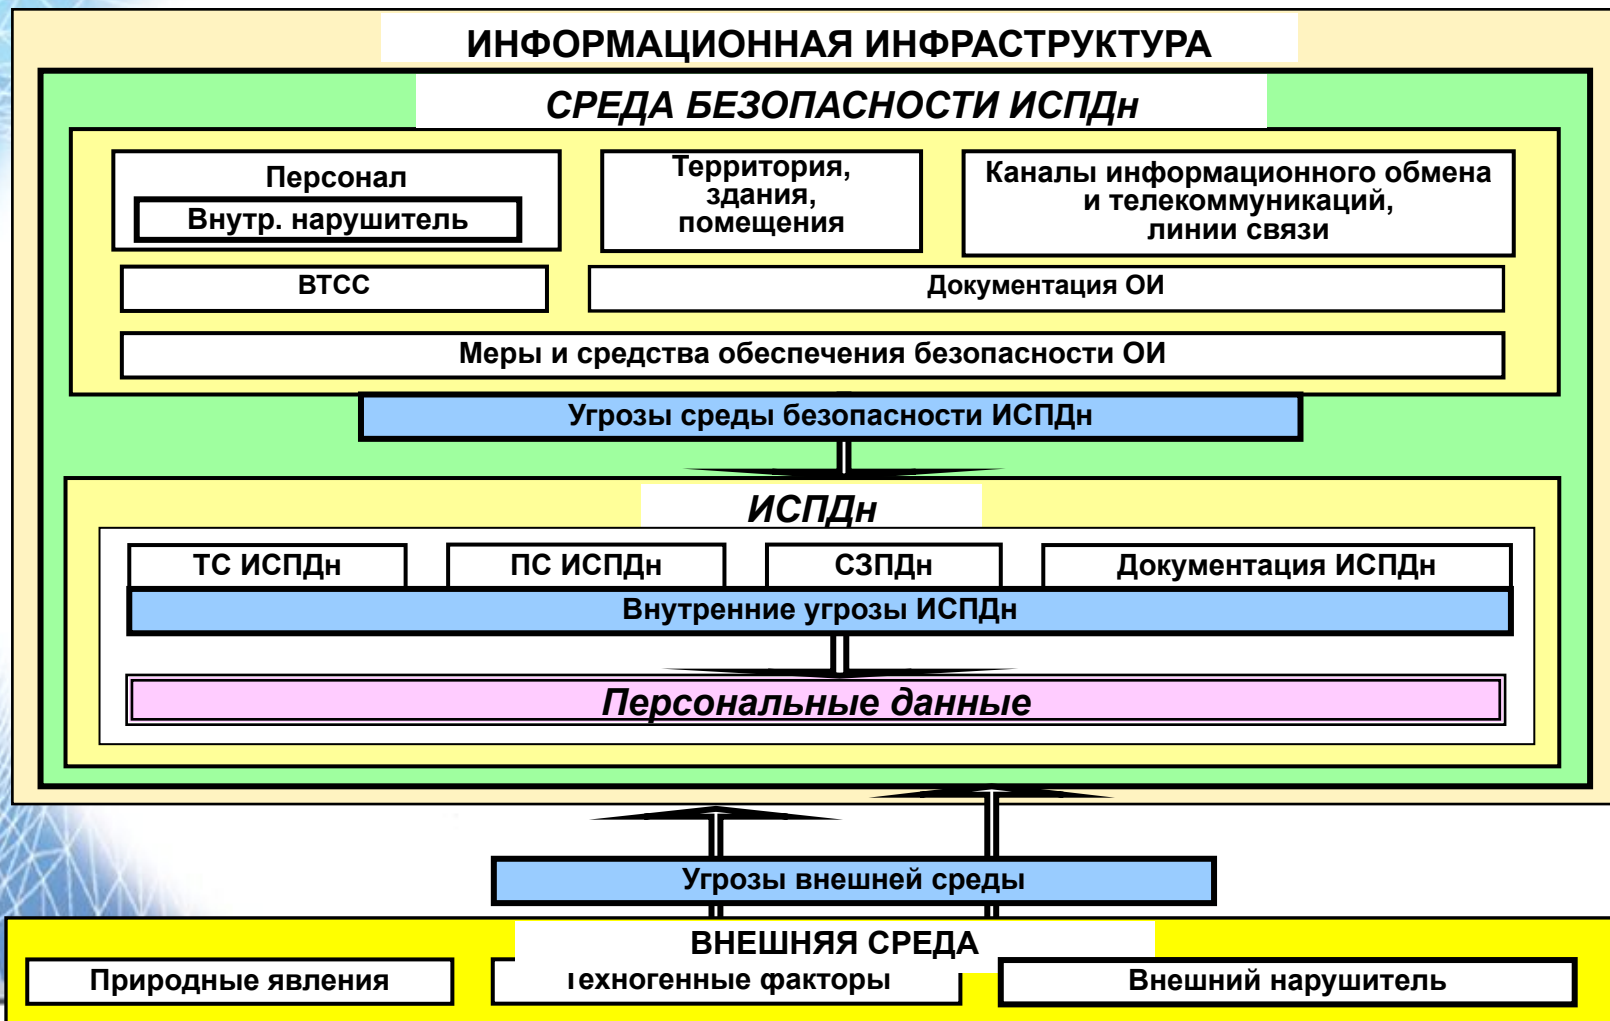 ИНФОРМАЦИОННАЯ ИНФРАСТРУКТУРА
СРЕДА БЕЗОПАСНОСТИ ИСПДн
Персонал
Внутр. нарушитель
Территория,
здания,
помещения
Каналы информационного обмена
и телекоммуникаций,
линии связи
ВТСС
Документация ОИ
Меры и средства обеспечения безопасности ОИ
Угрозы среды безопасности ИСПДн
ИСПДн
ТС ИСПДн
ПС ИСПДн
СЗПДн
Документация ИСПДн
Внутренние угрозы ИСПДн
Персональные данные
Угрозы внешней среды
ВНЕШНЯЯ СРЕДА
Природные явления
Техногенные факторы
Внешний нарушитель